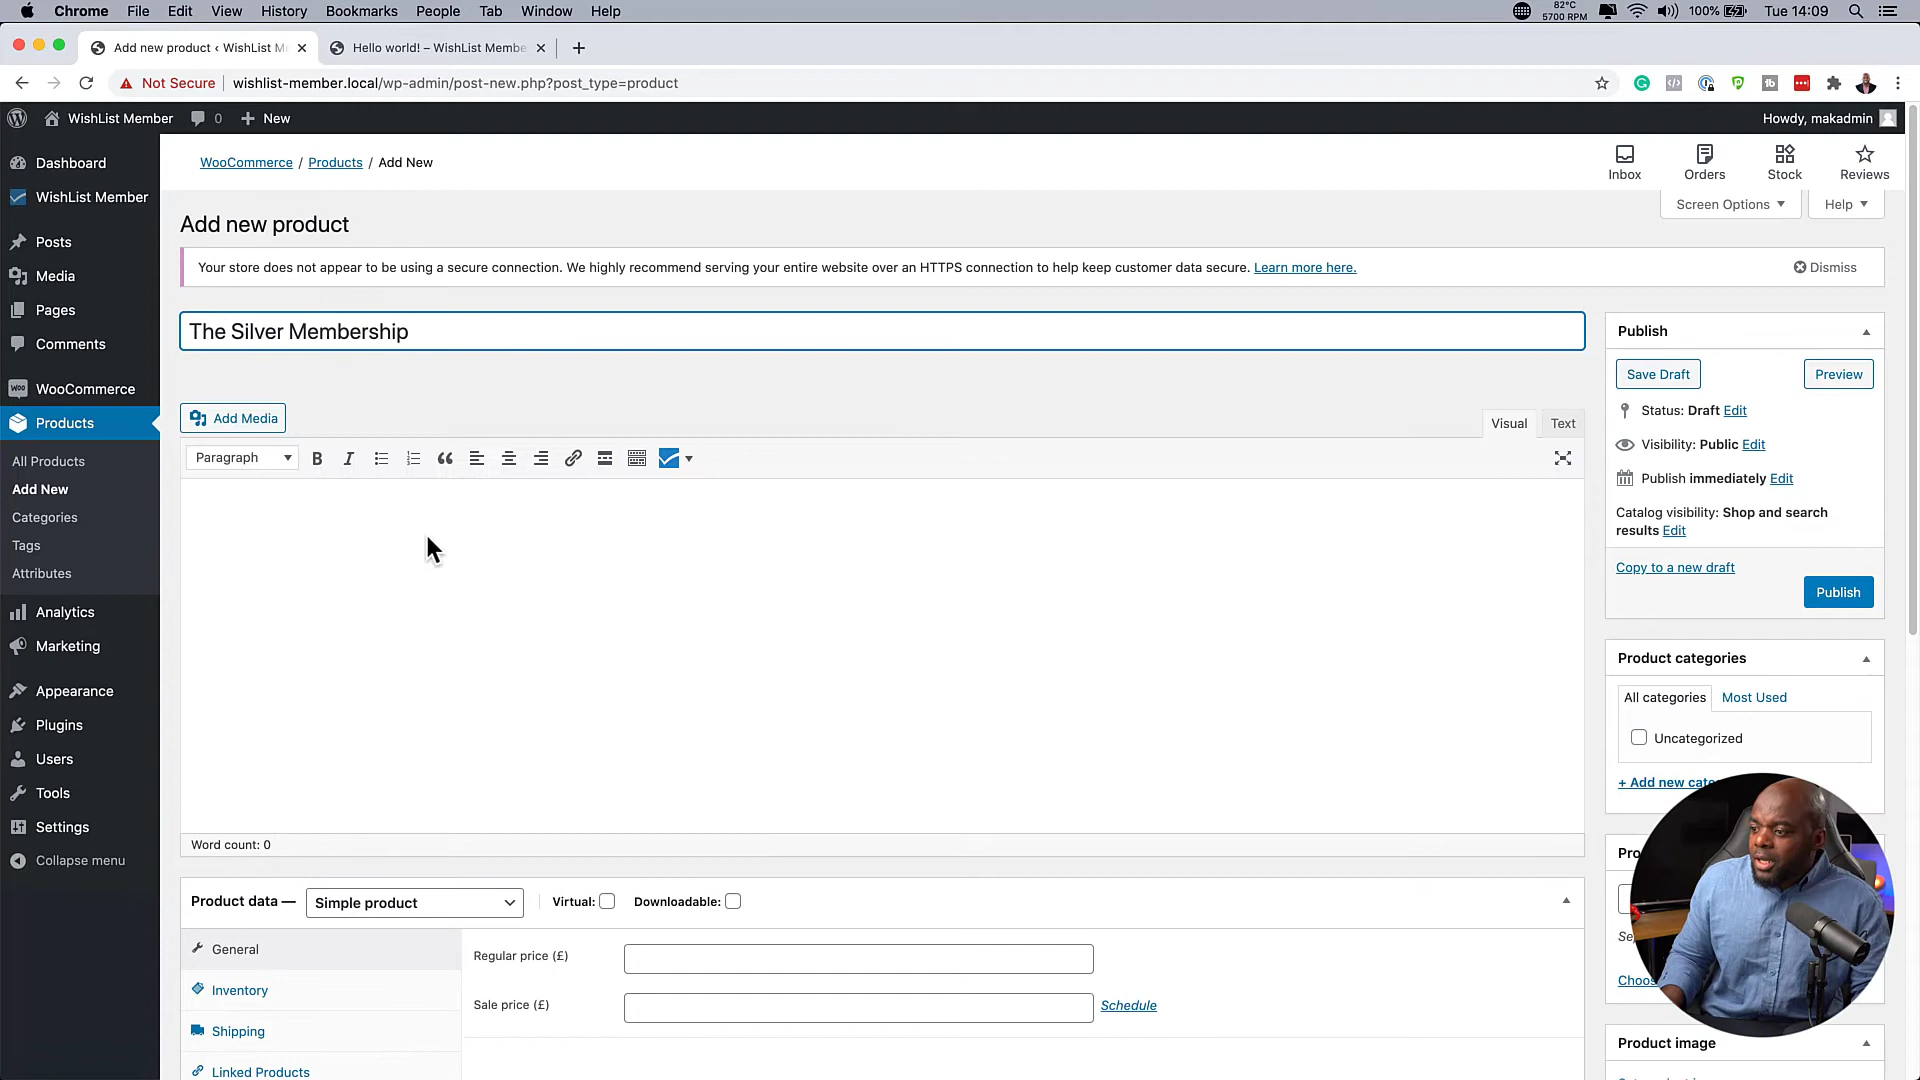 Chrome File Edit View History Bookmarks People Tab Window Help
82°C
5700 RPM
100%
Tue 14:09
Add new product ‹ WishList M
Hello world! – WishList Membe
Not Secure
wishlist-member.local/wp-admin/post-new.php?post_type=product
WishList Member
0
New
Howdy, makadmin
Dashboard
WishList Member
Posts
Media
Pages
Comments
WooCommerce
Products
All Products
Add New
Categories
Tags
Attributes
Analytics
Marketing
Appearance
Plugins
Users
Tools
Settings
Collapse menu
WooCommerce / Products / Add New
Inbox
Orders
Stock
Reviews
Screen Options
Help
Add new product
Your store does not appear to be using a secure connection. We highly recommend serving your entire website over an HTTPS connection to help keep customer data secure. Learn more here.
Dismiss
The Silver Membership
Add Media
Visual
Text
Paragraph
Word count: 0
Product data —
Simple product
Virtual:
Downloadable:
General
Inventory
Shipping
Linked Products
Regular price (£)
Sale price (£)
Schedule
Publish
Save Draft
Preview
Status: Draft Edit
Visibility: Public Edit
Publish immediately Edit
Catalog visibility: Shop and search
results Edit
Copy to a new draft
Publish
Product categories
All categories
Most Used
Uncategorized
+ Add new cate
Pro
Choos
Product image